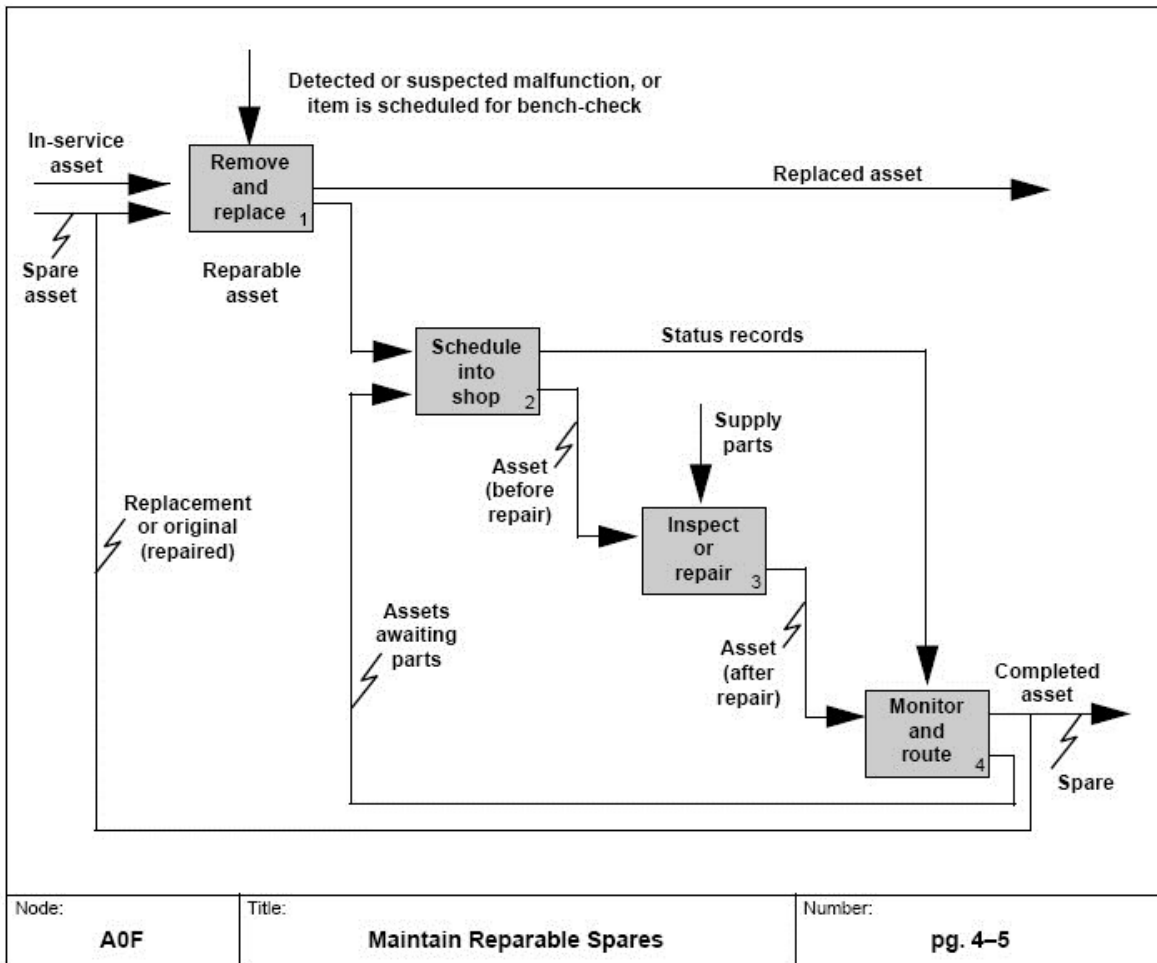 Detected or suspected malfunction, or
item is scheduled for bench-check
In-service
asset
Remove
and
replace
1
Replaced asset
Spare
asset
Reparable
asset
Schedule
into
shop
2
Status records
Supply
parts
Asset
(before
repair)
Replacement
or original
(repaired)
Inspect
or
repair
3
Assets
awaiting
parts
Asset
(after
repair)
Completed
asset
Monitor
and
route
4
Spare
Node:
A0F
Title:
Maintain Reparable Spares
Number:
pg. 4–5